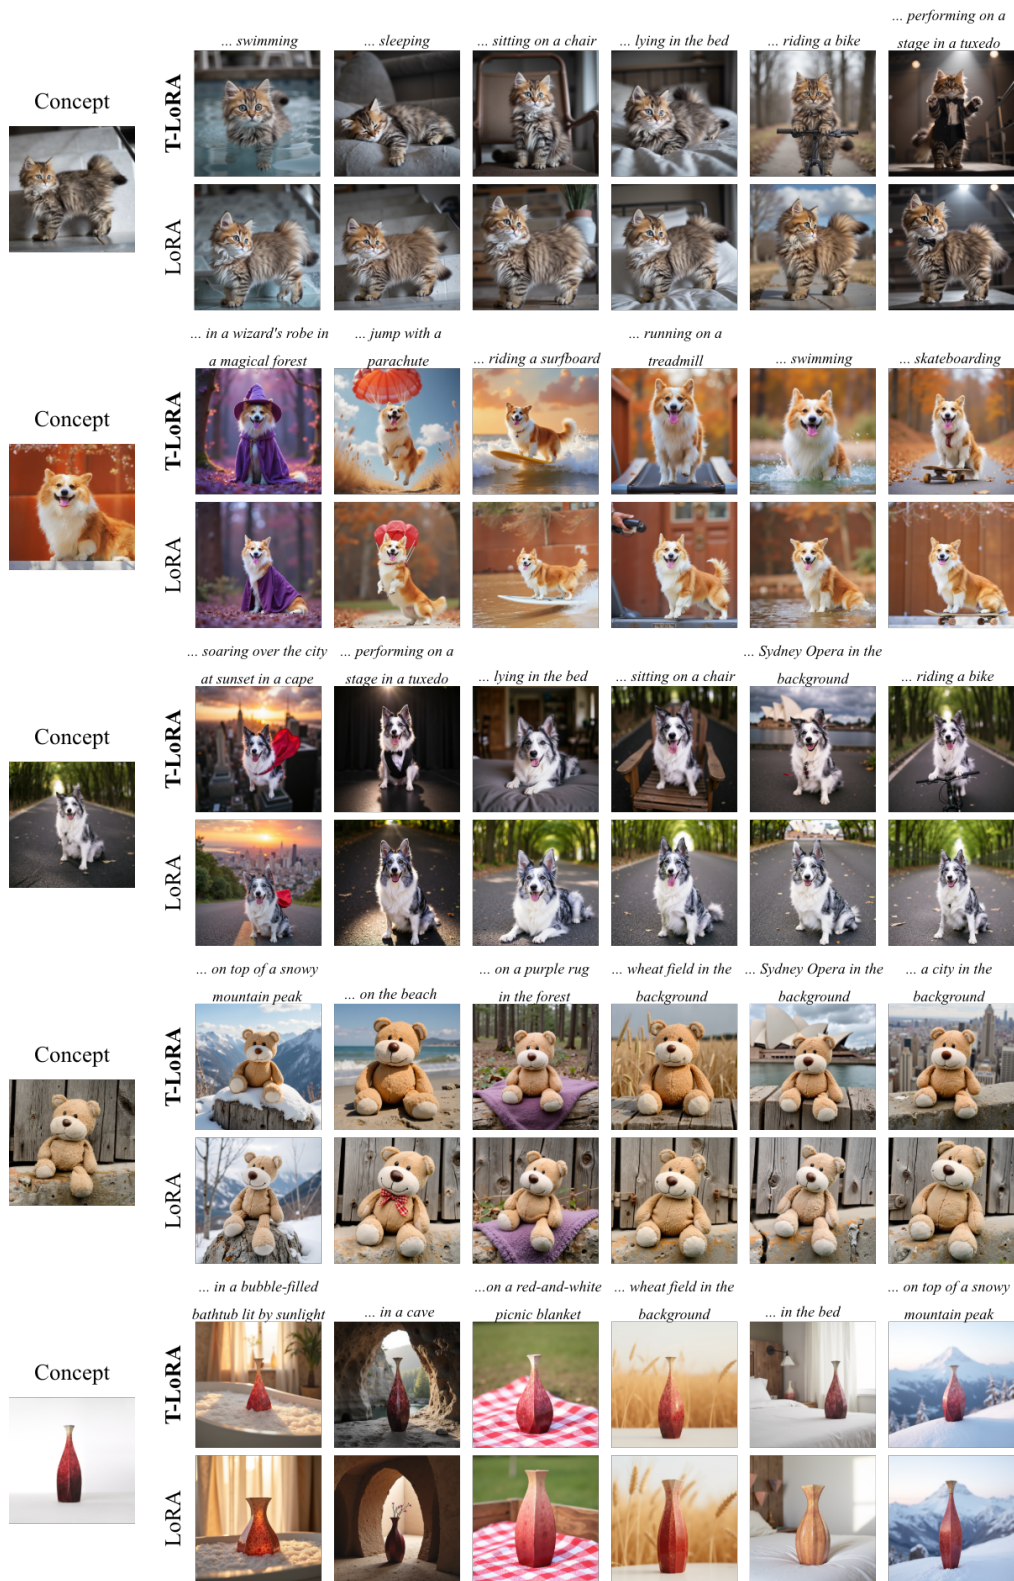 ... performing on a
... swimming
... sleeping
... sitting on a chair
... lying in the bed
... riding a bike
stage in a tuxedo
Concept
T-LoRA
LoRA
... in a wizard's robe in
a magical forest
... jump with a
parachute
... riding a surfboard
... running on a
treadmill
... swimming
... skateboarding
Concept
T-LoRA
LoRA
... soaring over the city
at sunset in a cape
... performing on a
stage in a tuxedo
... lying in the bed
... sitting on a chair
... Sydney Opera in the
background
... riding a bike
Concept
T-LoRA
LoRA
... on top of a snowy
mountain peak
... on the beach
... on a purple rug
in the forest
... wheat field in the
background
... Sydney Opera in the
background
... a city in the
background
Concept
T-LoRA
LoRA
... in a bubble-filled
bathtub lit by sunlight
... in a cave
...on a red-and-white
picnic blanket
... wheat field in the
background
... in the bed
... on top of a snowy
mountain peak
Concept
T-LoRA
LoRA